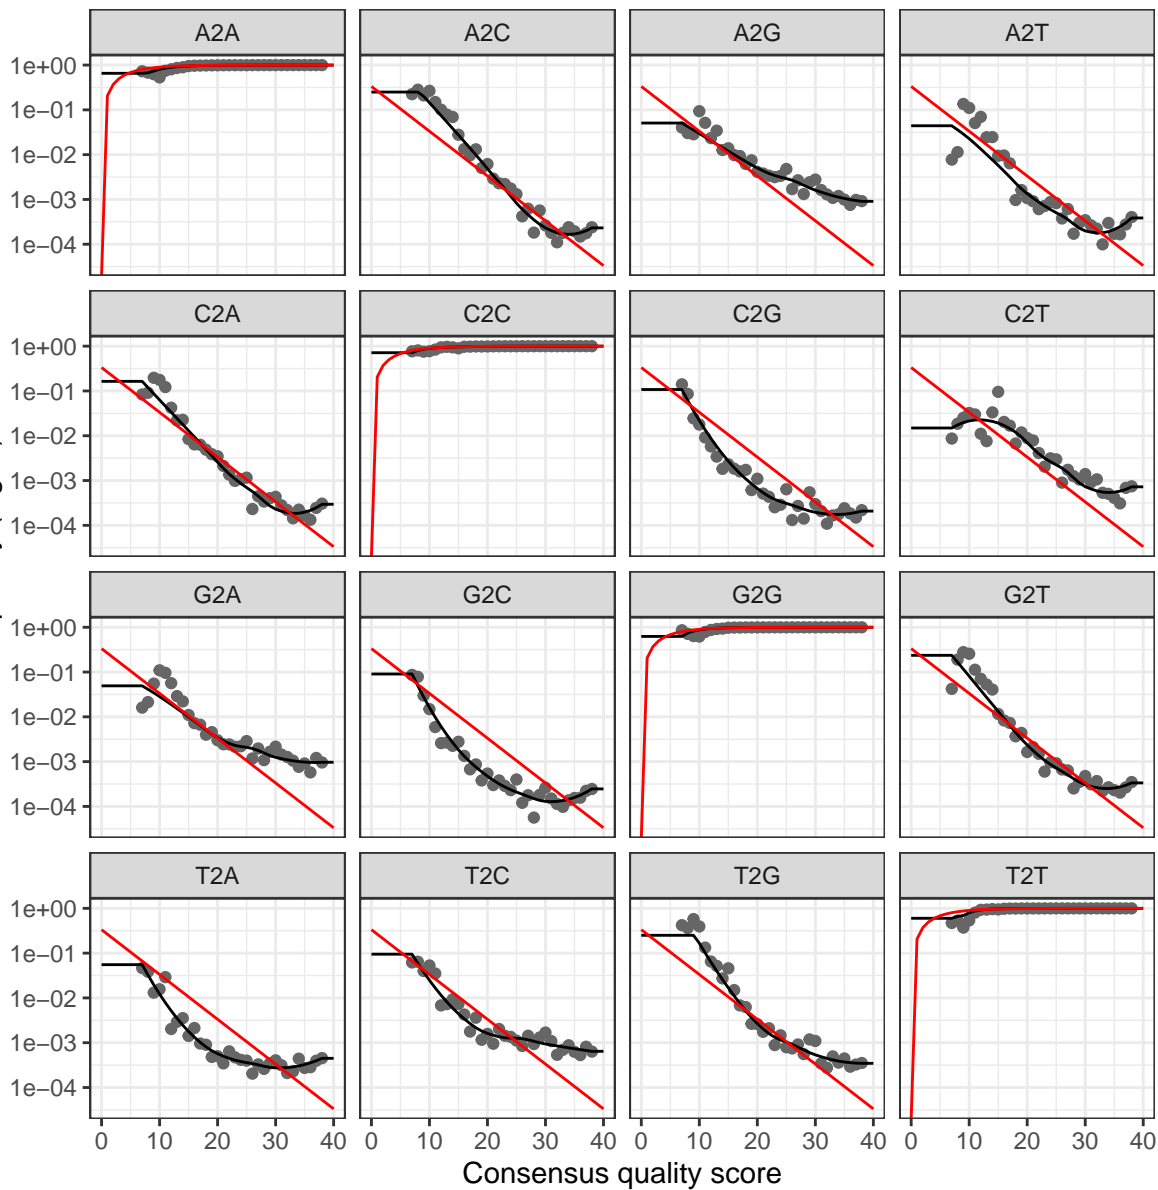 A2A A2C A2G A2T
1e+00
1e−01
1e−02
1e−03
1e−04
C2A C2C C2G C2T
1e+00
1e−01
1e−02
1e−03
1e−04
G2A G2C G2G G2T
1e+00
1e−01
1e−02
1e−03
1e−04
T2A T2C T2G T2T
1e+00
1e−01
1e−02
1e−03
1e−04
0 10 20 30 40 0 10 20 30 40 0 10 20 30 40 0 10 20 30 40
Consensus quality score